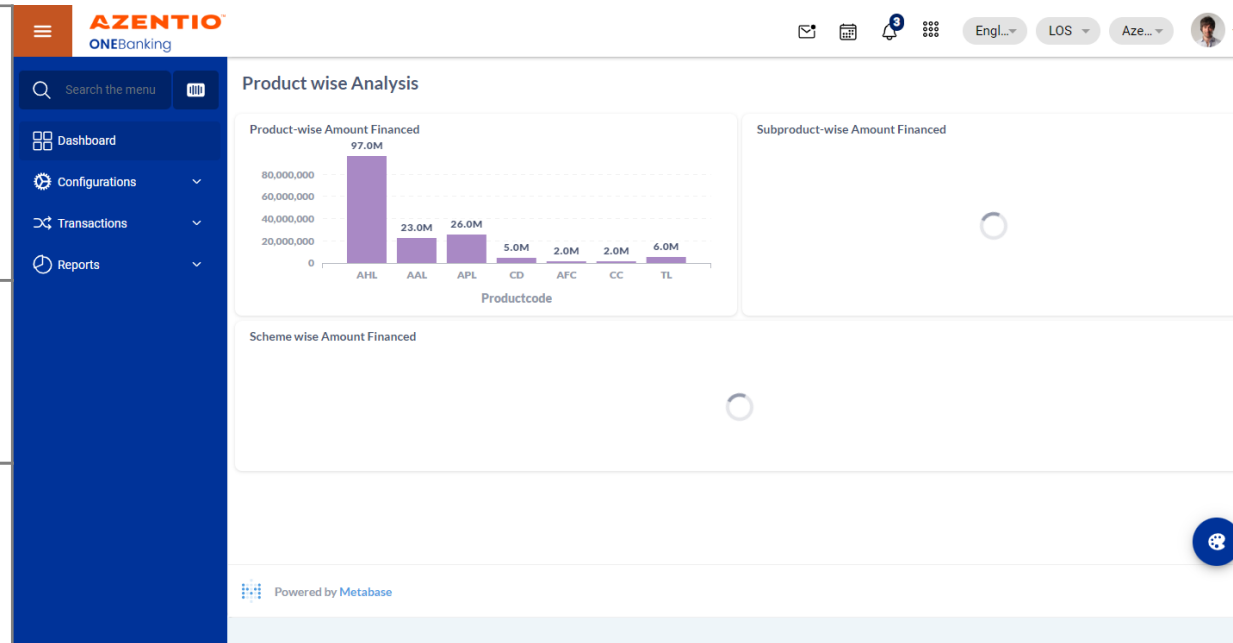 AZENTIO
ONEBanking
3
Engl...
LOS
Aze...
Search the menu
Dashboard
Configurations
Transactions
Reports
Product wise Analysis
Product-wise Amount Financed
97.0M
80,000,000
60,000,000
40,000,000
20,000,000
0
23.0M
26.0M
5.0M
2.0M
2.0M
6.0M
AHL AAL APL CD AFC CC TL
Productcode
Subproduct-wise Amount Financed
Scheme wise Amount Financed
Powered by Metabase